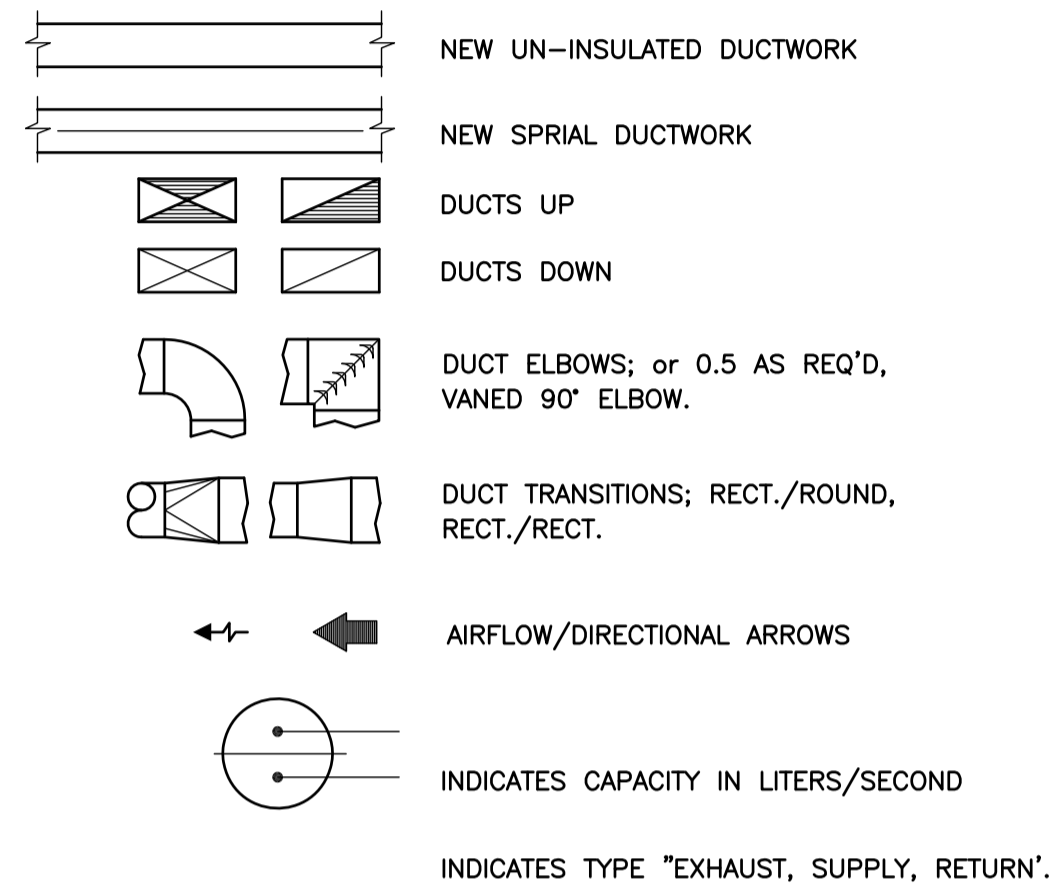 NEW UN-INSULATED DUCTWORK
NEW SPRIAL DUCTWORK
DUCTS UP
DUCTS DOWN
DUCT ELBOWS; or 0.5 AS REQ'D,
VANED 90° ELBOW.
DUCT TRANSITIONS; RECT./ROUND,
RECT./RECT.
AIRFLOW/DIRECTIONAL ARROWS
INDICATES CAPACITY IN LITERS/SECOND
INDICATES TYPE "EXHAUST, SUPPLY, RETURN'.